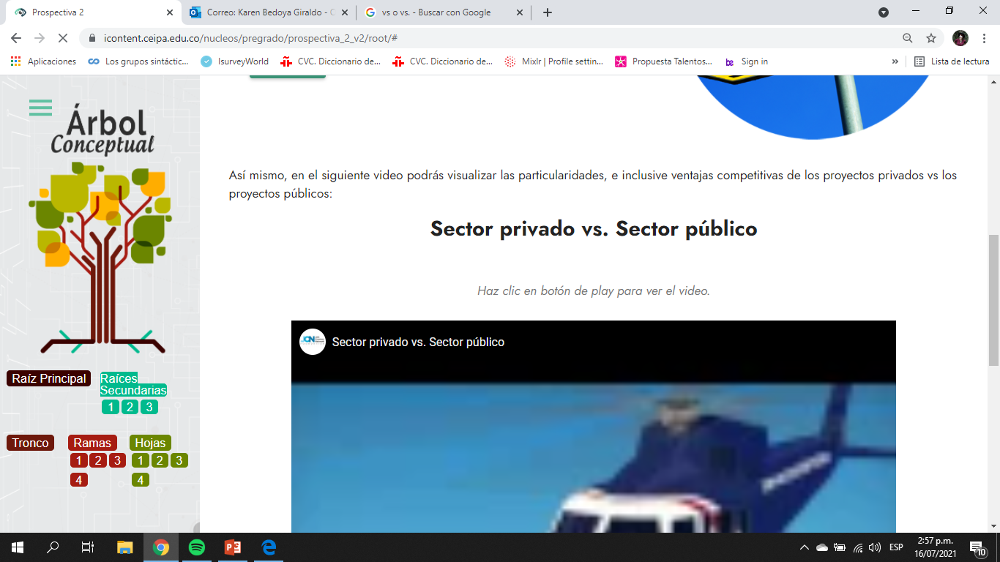 Prospectiva 2
Correo: Karen Bedoya Giraldo - C
vs o vs. - Buscar con Google
icontent.ceipa.edu.co/nucleos/pregrado/prospectiva_2_v2/root/#
Aplicaciones
Los grupos sintáctic...
IsurveyWorld
CVC. Diccionario de...
CVC. Diccionario de...
Mixlr | Profile settin...
Propuesta Talentos...
be Sign in
»
Lista de lectura
Árbol
Conceptual
Raíz Principal
Raíces
Secundarias
1 2 3
Tronco
Ramas
1 2 3
4
Hojas
1 2 3
4
Así mismo, en el siguiente video podrás visualizar las particularidades, e inclusive ventajas competitivas de los proyectos privados vs los
proyectos públicos:
Sector privado vs. Sector público
Haz clic en botón de play para ver el video.
JCN Sector privado vs. Sector público
ESP
2:57 p.m.
16/07/2021
10